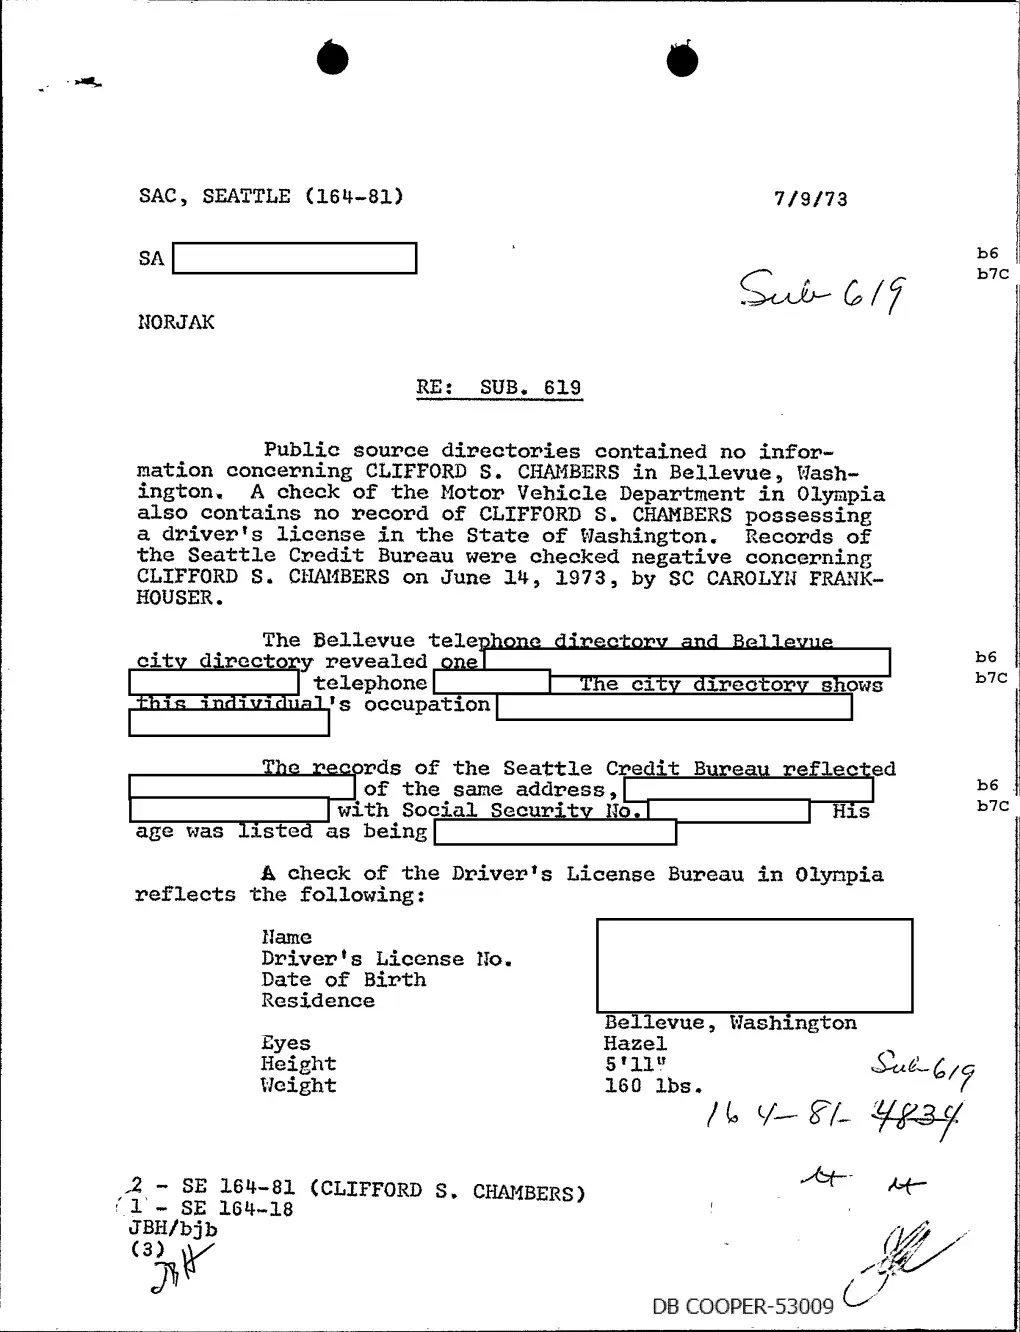 SAC, SEATTLE (164-81) 7/9/73
SA b6
b7C
Sub 619
NORJAK
RE: SUB. 619
Public source directories contained no infor-
mation concerning CLIFFORD S. CHAMBERS in Bellevue, Wash-
ington. A check of the Motor Vehicle Department in Olympia
also contains no record of CLIFFORD S. CHAMBERS possessing
a driver's license in the State of Washington. Records of
the Seattle Credit Bureau were checked negative concerning
CLIFFORD S. CHAMBERS on June 14, 1973, by SC CAROLYN FRANK-
HOUSER.
The Bellevue telephone directory and Bellevue
city directory revealed one b6
telephone The city directory shows b7C
this individual's occupation
The records of the Seattle Credit Bureau reflected
of the same address, b6
with Social Security No. His b7C
age was listed as being
A check of the Driver's License Bureau in Olympia
reflects the following:
Name
Driver's License No.
Date of Birth
Residence
Bellevue, Washington
Eyes Hazel
Height 5'11"
Weight 160 lbs.
Sub 619
164-81-4834
2 - SE 164-81 (CLIFFORD S. CHAMBERS)
1 - SE 164-18
JBH/bjb
(3)
JBH
DB COOPER-53009